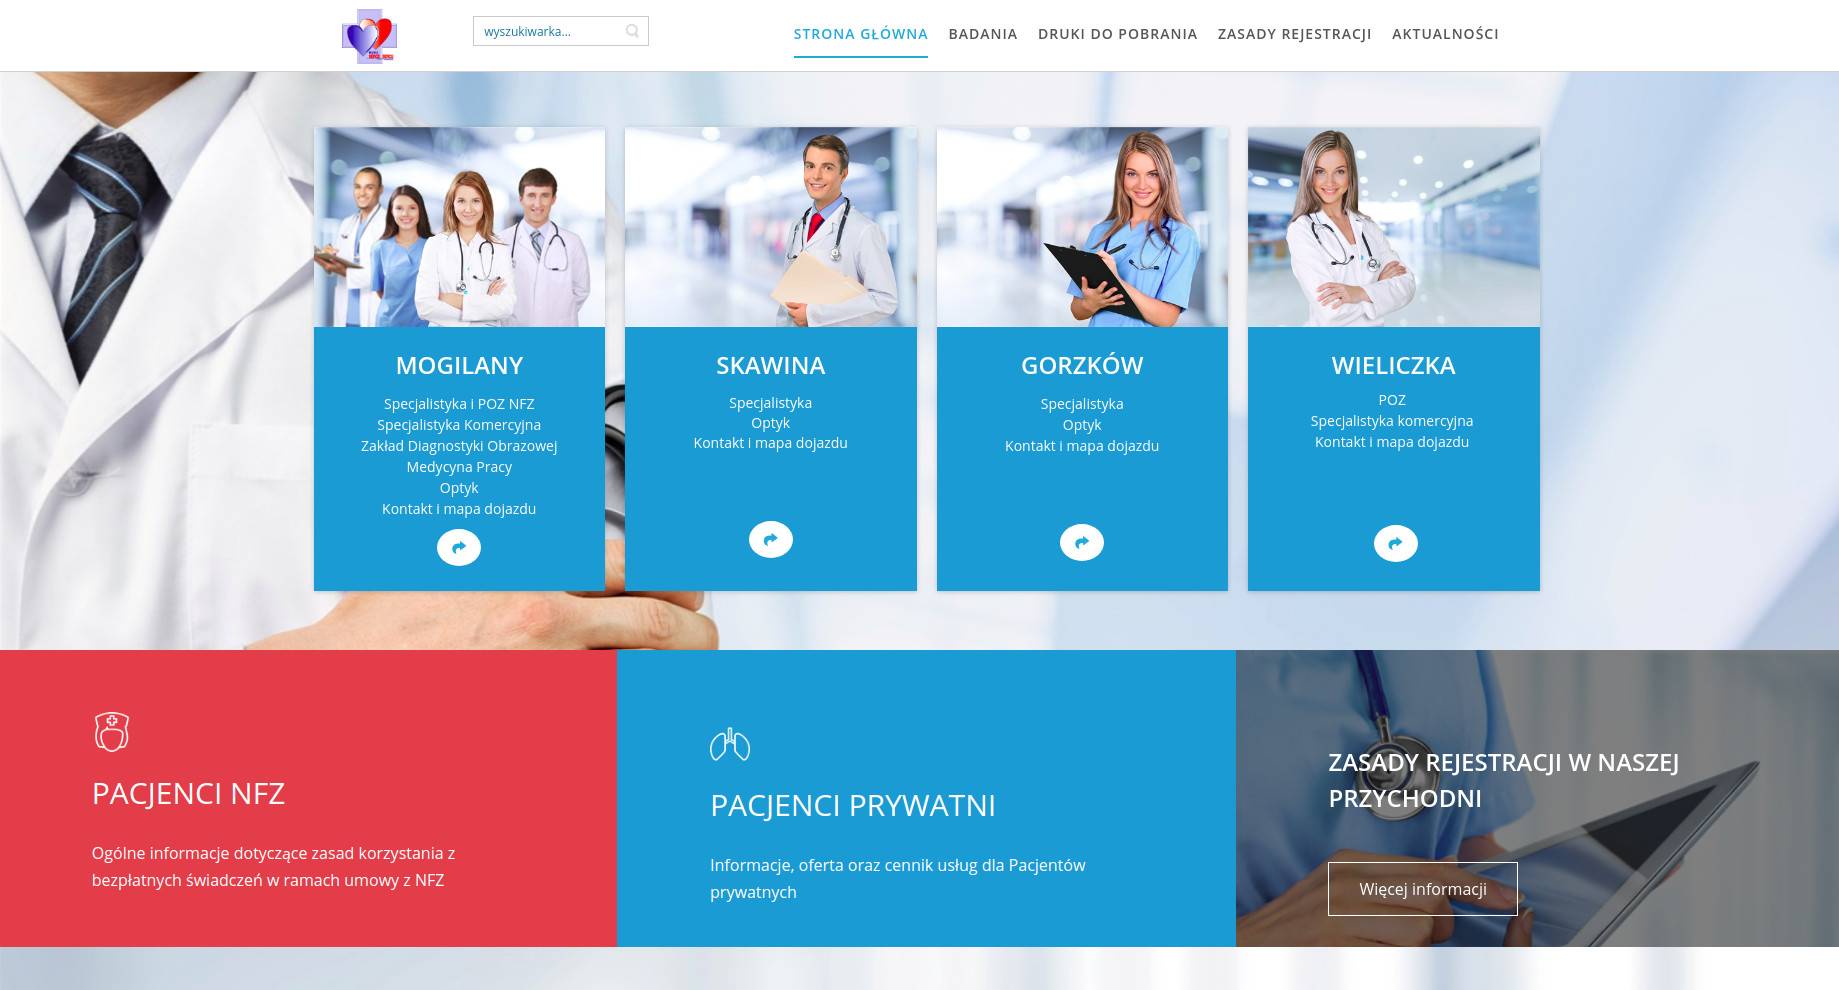 wyszukiwarka...
STRONA GŁÓWNA
BADANIA
DRUKI DO POBRANIA
ZASADY REJESTRACJI
AKTUALNOŚCI
MOGILANY
Specjalistyka i POZ NFZ
Specjalistyka Komercyjna
Zakład Diagnostyki Obrazowej
Medycyna Pracy
Optyk
Kontakt i mapa dojazdu
SKAWINA
Specjalistyka
Optyk
Kontakt i mapa dojazdu
GORZKÓW
Specjalistyka
Optyk
Kontakt i mapa dojazdu
WIELICZKA
POZ
Specjalistyka komercyjna
Kontakt i mapa dojazdu
PACJENCI NFZ
Ogólne informacje dotyczące zasad korzystania z
bezpłatnych świadczeń w ramach umowy z NFZ
PACJENCI PRYWATNI
Informacje, oferta oraz cennik usług dla Pacjentów
prywatnych
ZASADY REJESTRACJI W NASZEJ
PRZYCHODNI
Więcej informacji